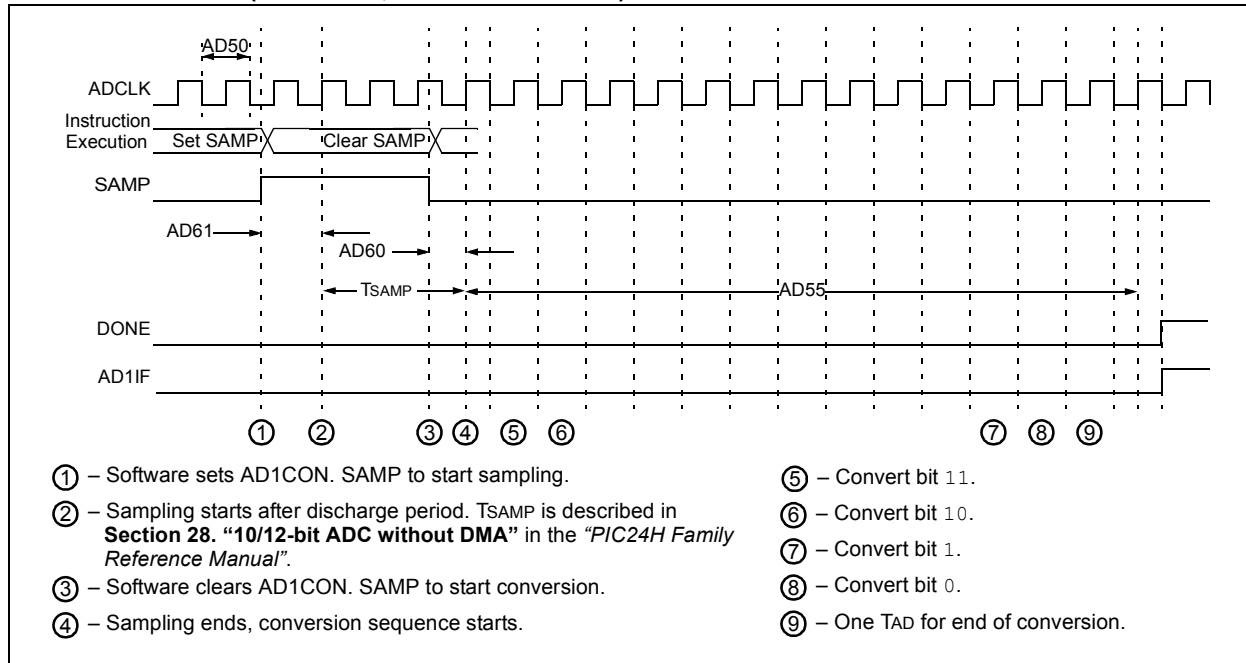 AD50
ADCLK
Instruction
Execution
Set SAMP
Clear SAMP
SAMP
AD61
AD60
TSAMP
AD55
DONE
AD1IF
1 2 3 4 5 6 7 8 9
1 – Software sets AD1CON. SAMP to start sampling.
2 – Sampling starts after discharge period. TSAMP is described in
Section 28. “10/12-bit ADC without DMA” in the “PIC24H Family
Reference Manual”.
3 – Software clears AD1CON. SAMP to start conversion.
4 – Sampling ends, conversion sequence starts.
5 – Convert bit 11.
6 – Convert bit 10.
7 – Convert bit 1.
8 – Convert bit 0.
9 – One TAD for end of conversion.